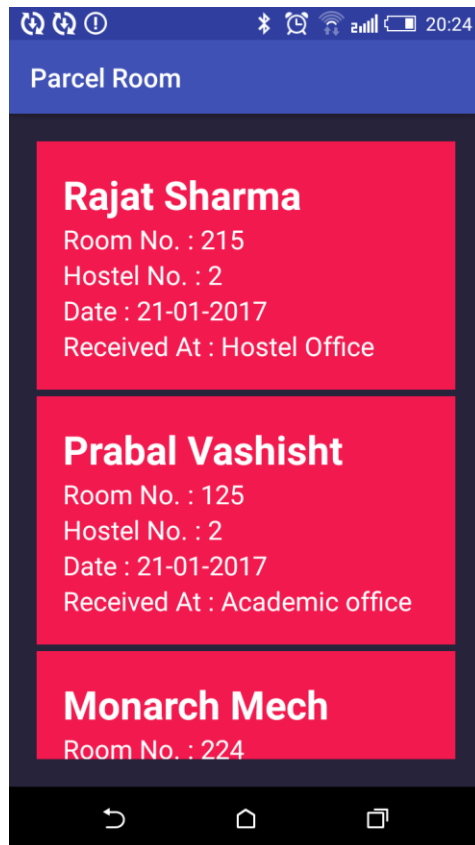 20:24
Parcel Room
Rajat Sharma
Room No. : 215
Hostel No. : 2
Date : 21-01-2017
Received At : Hostel Office
Prabal Vashisht
Room No. : 125
Hostel No. : 2
Date : 21-01-2017
Received At : Academic office
Monarch Mech
Room No. : 224